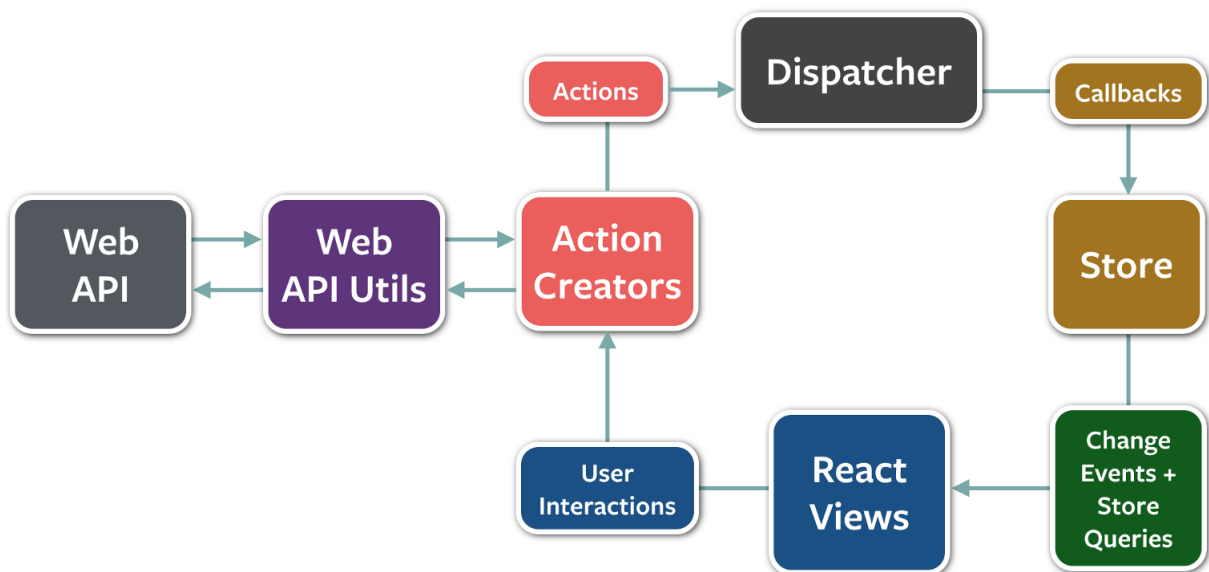 Actions
Dispatcher
Callbacks
Web
API
Web
API Utils
Action
Creators
Store
User
Interactions
React
Views
Change
Events +
Store
Queries